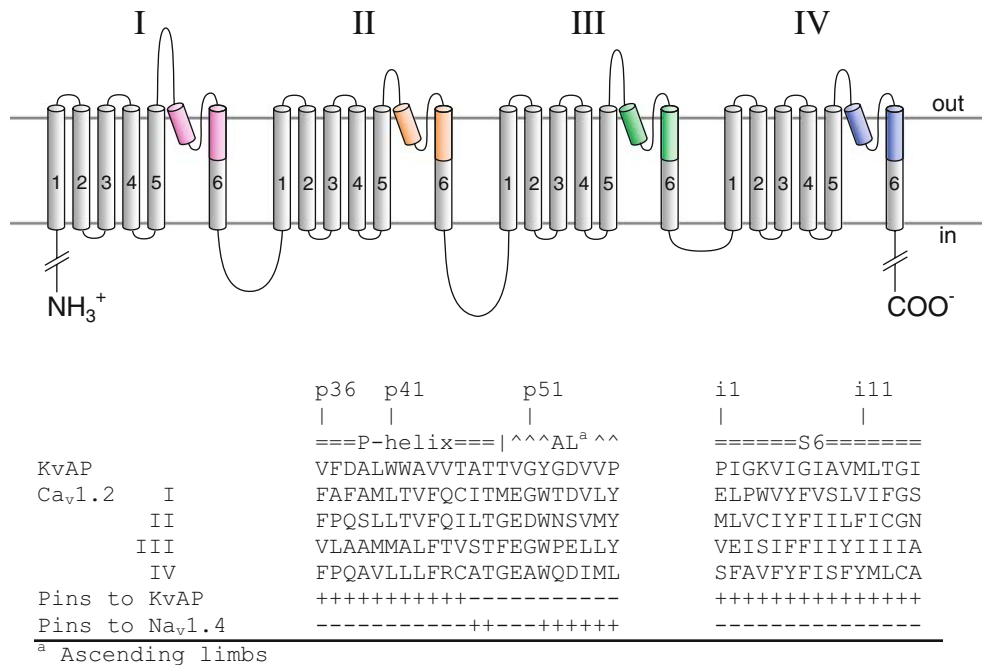 I II III IV
out
1 2 3 4 5 6 1 2 3 4 5 6 1 2 3 4 5 6 1 2 3 4 5 6
in
NH₃⁺ COO⁻
p36 p41 p51 i1 i11
| | | | |
===P-helix===|^^^ALᵃ^^ ======S6=======
KvAP VFDALWWAVVTATTVGYGDVVP PIGKVIGIAVMLTGI
Caᵥ1.2 I FAFAMLTVFQCITMEGWTDVLY ELPWVYFVSLVIFGS
II FPQSLLTVFQILTGEDWNSVMY MLVCIYFIILFICGN
III VLAAMMALFTVSTFEGWPELLY VEISIFFIIYIIIIA
IV FPQAVLLLFRCATGEAWQDIML SFAVFYFISFYMLCA
Pins to KvAP +++++++++++----------- +++++++++++++++
Pins to Naᵥ1.4 -----------++---++++++ ---------------
ᵃ Ascending limbs